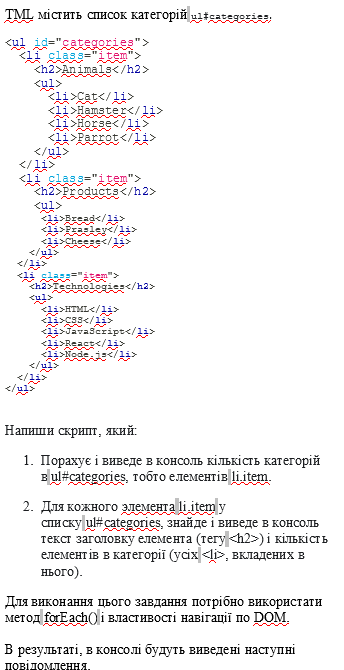 TML містить список категорій ul#categories.
<ul id="categories">
<li class="item">
<h2>Animals</h2>
<ul>
<li>Cat</li>
<li>Hamster</li>
<li>Horse</li>
<li>Parrot</li>
</ul>
</li>
<li class="item">
<h2>Products</h2>
<ul>
<li>Bread</li>
<li>Prasley</li>
<li>Cheese</li>
</ul>
</li>
<li class="item">
<h2>Technologies</h2>
<ul>
<li>HTML</li>
<li>CSS</li>
<li>JavaScript</li>
<li>React</li>
<li>Node.js</li>
</ul>
</li>
</ul>
Напиши скрипт, який:
1. Порахує і виведе в консоль кількість категорій
в ul#categories, тобто елементів li.item.
2. Для кожного элемента li.item у
списку ul#categories, знайде і виведе в консоль
текст заголовку елемента (тегу <h2>) і кількість
елементів в категорії (усіх <li>, вкладених в
нього).
Для виконання цього завдання потрібно використати
метод forEach() і властивості навігації по DOM.
В результаті, в консолі будуть виведені наступні
повідомлення.